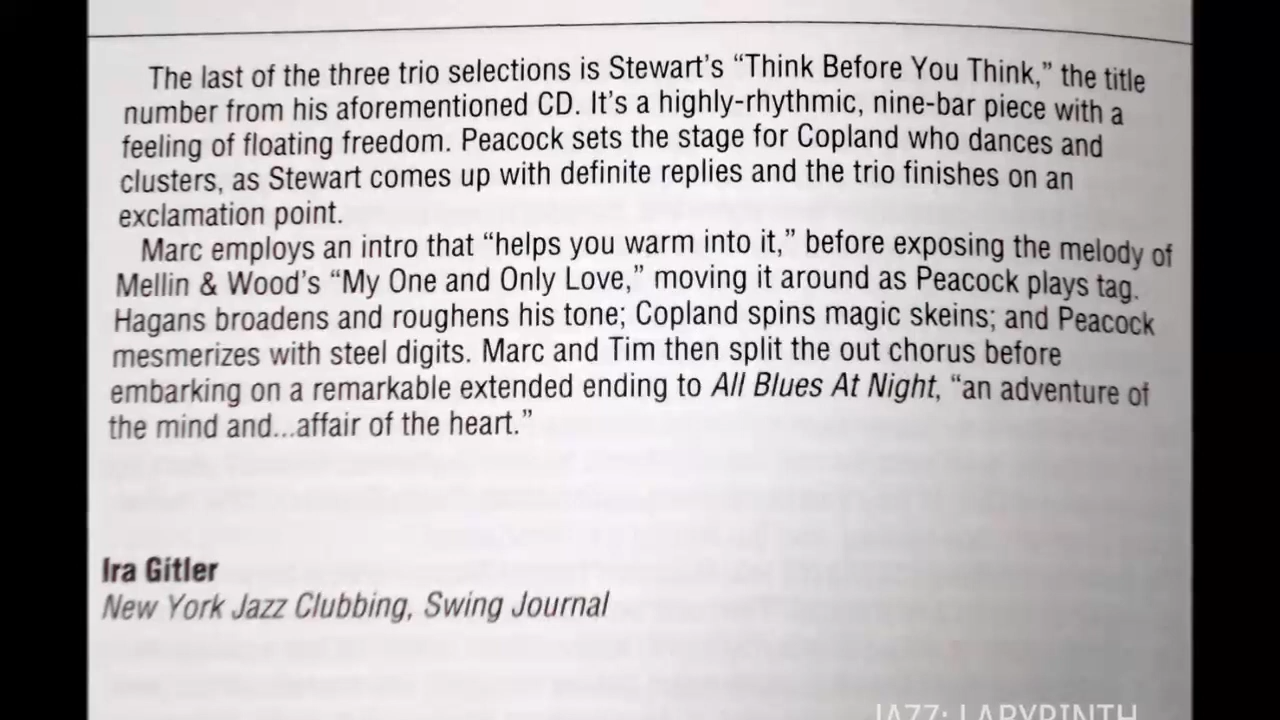 The last of the three trio selections is Stewart's “Think Before You Think,” the title
number from his aforementioned CD. It's a highly-rhythmic, nine-bar piece with a
feeling of floating freedom. Peacock sets the stage for Copland who dances and
clusters, as Stewart comes up with definite replies and the trio finishes on an
exclamation point.
Marc employs an intro that “helps you warm into it,” before exposing the melody of
Mellin & Wood's “My One and Only Love,” moving it around as Peacock plays tag.
Hagans broadens and roughens his tone; Copland spins magic skeins; and Peacock
mesmerizes with steel digits. Marc and Tim then split the out chorus before
embarking on a remarkable extended ending to All Blues At Night, “an adventure of
the mind and...affair of the heart.”
Ira Gitler
New York Jazz Clubbing, Swing Journal
JAZZ: LABYRINTH